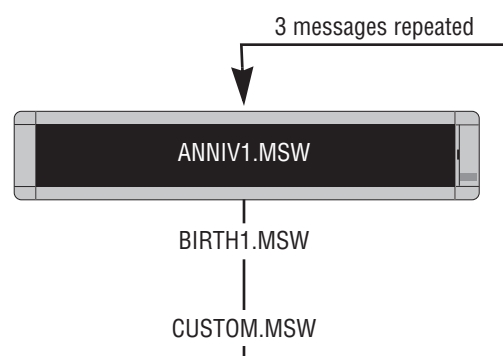 3 messages repeated
ANNIV1.MSW
BIRTH1.MSW
CUSTOM.MSW